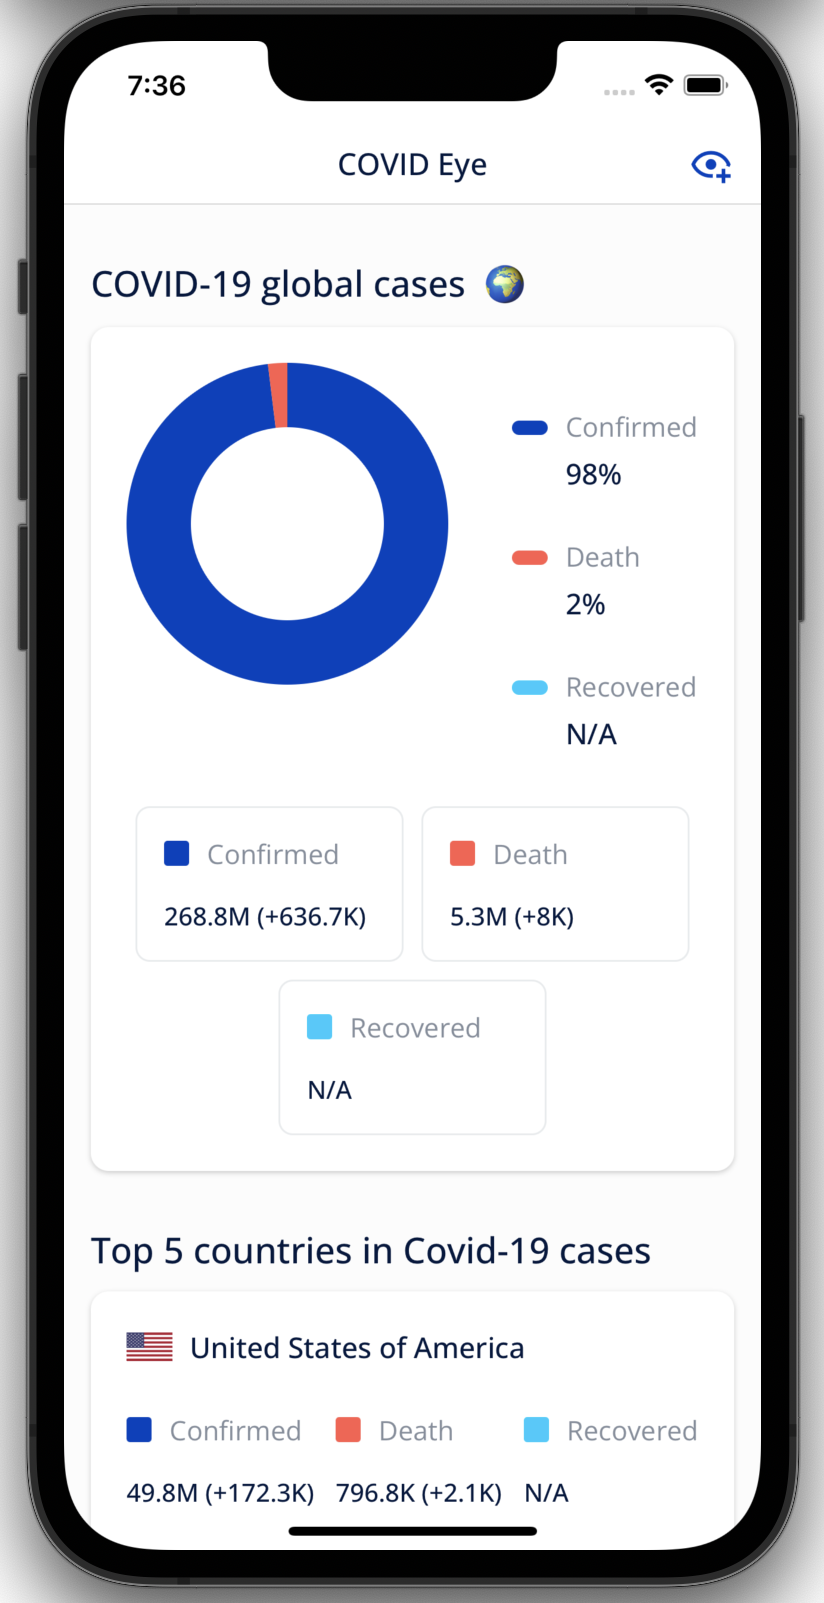 7:36
COVID Eye
COVID-19 global cases
Confirmed
98%
Death
2%
Recovered
N/A
Confirmed
268.8M (+636.7K)
Death
5.3M (+8K)
Recovered
N/A
Top 5 countries in Covid-19 cases
United States of America
Confirmed Death Recovered
49.8M (+172.3K) 796.8K (+2.1K) N/A